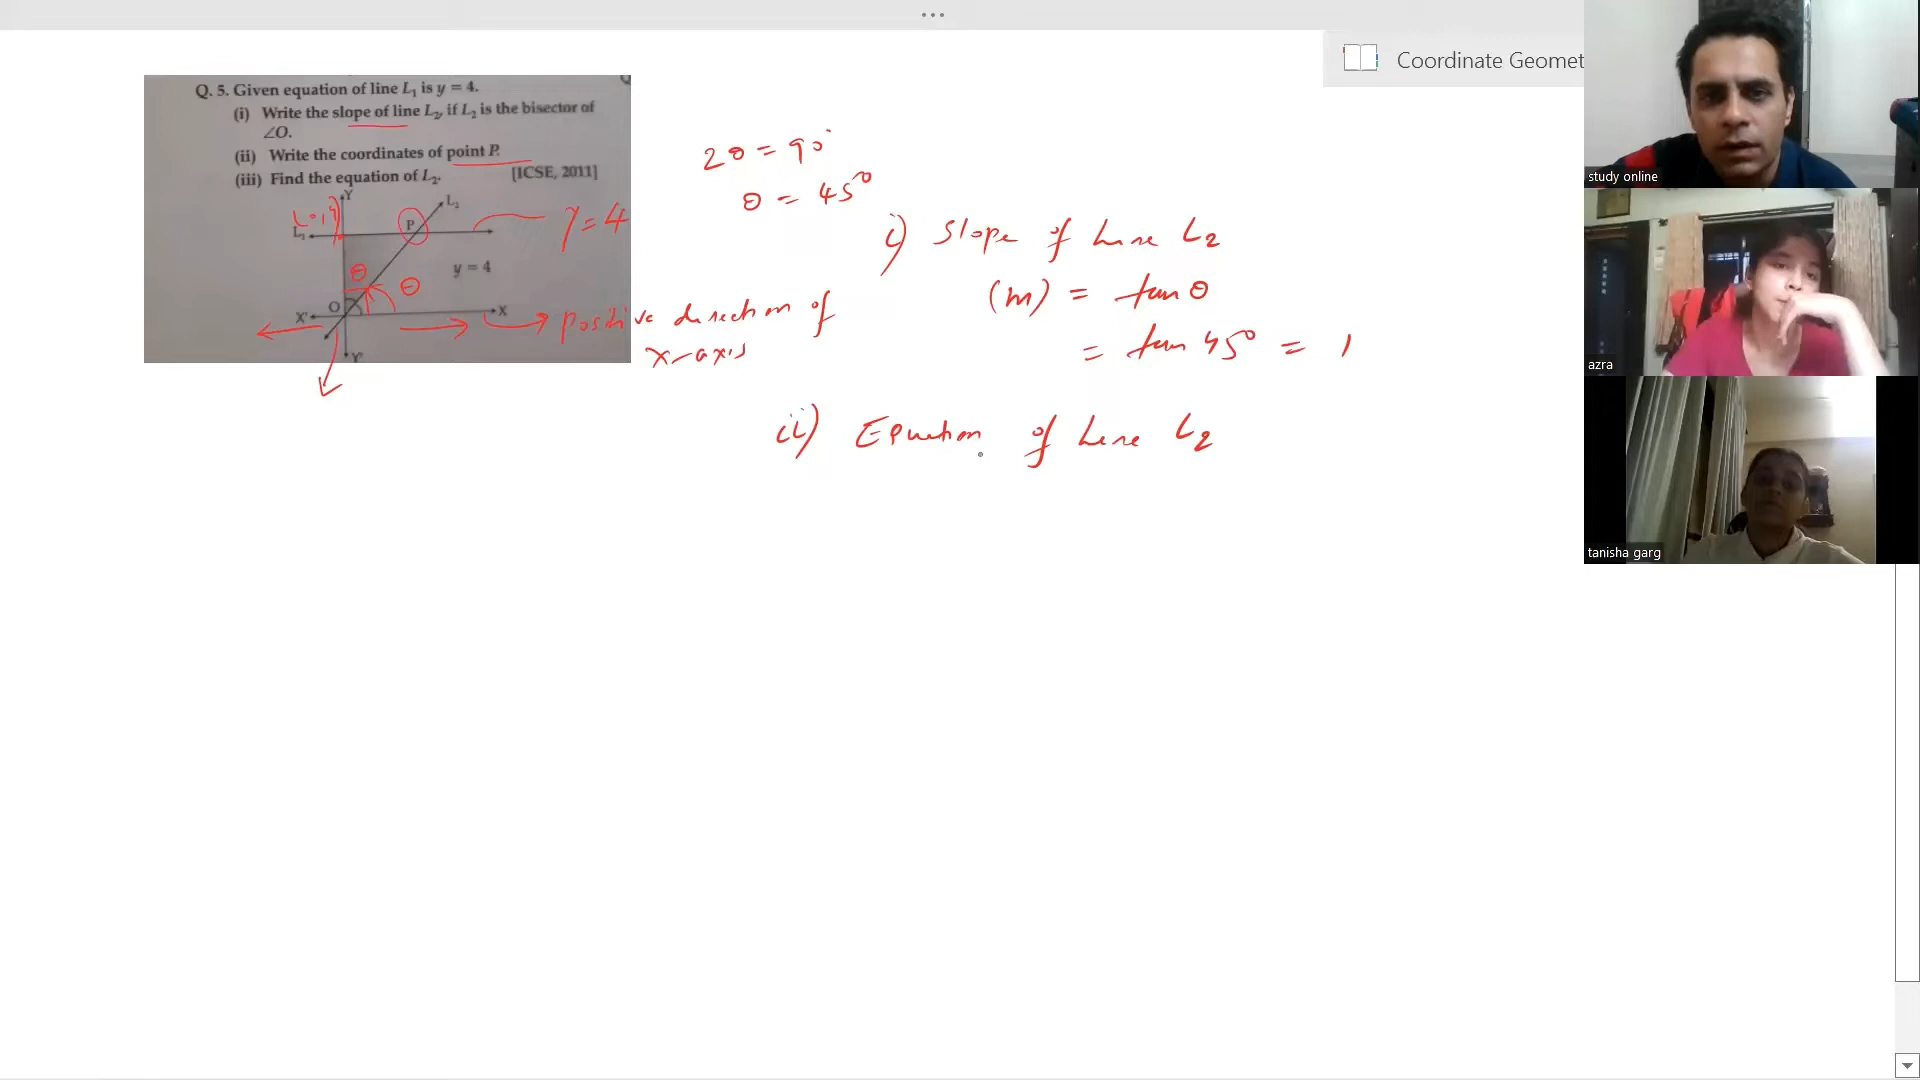 Coordinate Geomet
Q. 5. Given equation of line L₁ is y = 4.
(i) Write the slope of line L₂, if L₂ is the bisector of
∠O.
(ii) Write the coordinates of point P.
(iii) Find the equation of L₂. [ICSE, 2011]
Y
L₂
(0,4)
L₁
P
y = 4
θ
θ
y = 4
O
X'
X
Y'
positive direction of
x-axis
2θ = 90°
θ = 45°
i) Slope of Line L₂
(m) = tan θ
= tan 45° = 1
ii) Equation of Line L₂
study online
azra
tanisha garg